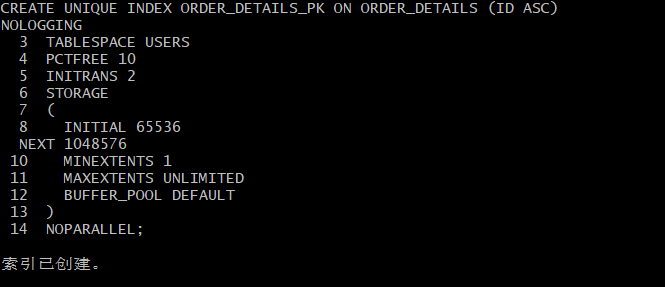 CREATE UNIQUE INDEX ORDER_DETAILS_PK ON ORDER_DETAILS (ID ASC)
NOLOGGING
  3  TABLESPACE USERS
  4  PCTFREE 10
  5  INITRANS 2
  6  STORAGE
  7  (
  8    INITIAL 65536
  NEXT 1048576
 10    MINEXTENTS 1
 11    MAXEXTENTS UNLIMITED
 12    BUFFER_POOL DEFAULT
 13  )
 14  NOPARALLEL;
索引已创建。